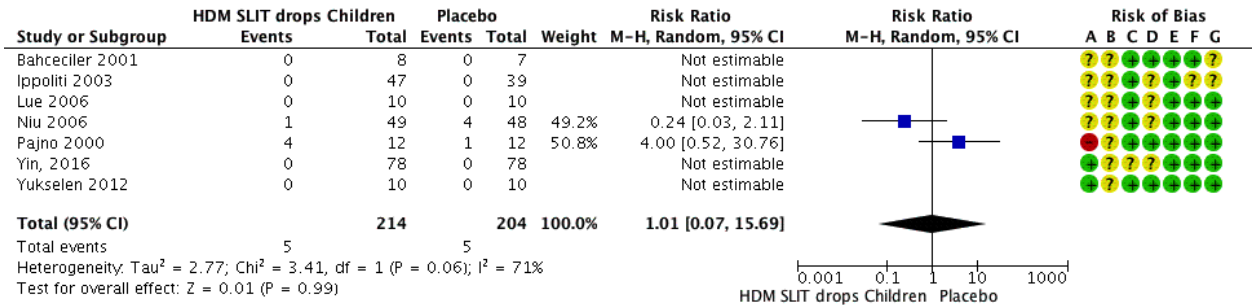 HDM SLIT drops Children Placebo Risk Ratio Risk Ratio Risk of Bias
Study or Subgroup Events Total Events Total Weight M-H, Random, 95% CI M-H, Random, 95% CI A B C D E F G
Bahceciler 2001 0 8 0 7 Not estimable ? ? + + + + ?
Ippoliti 2003 0 47 0 39 Not estimable ? ? + ? + ? ?
Lue 2006 0 10 0 10 Not estimable ? ? + ? + + +
Niu 2006 1 49 4 48 49.2% 0.24 [0.03, 2.11] ? ? + ? + + +
Pajno 2000 4 12 1 12 50.8% 4.00 [0.52, 30.76] - ? + + + + +
Yin, 2016 0 78 0 78 Not estimable + ? ? ? + + +
Yukselen 2012 0 10 0 10 Not estimable + ? + + + + +
Total (95% CI) 214 204 100.0% 1.01 [0.07, 15.69]
Total events 5 5
Heterogeneity: Tau² = 2.77; Chi² = 3.41, df = 1 (P = 0.06); I² = 71%
Test for overall effect: Z = 0.01 (P = 0.99)
0.001 0.1 1 10 1000
HDM SLIT drops Children Placebo